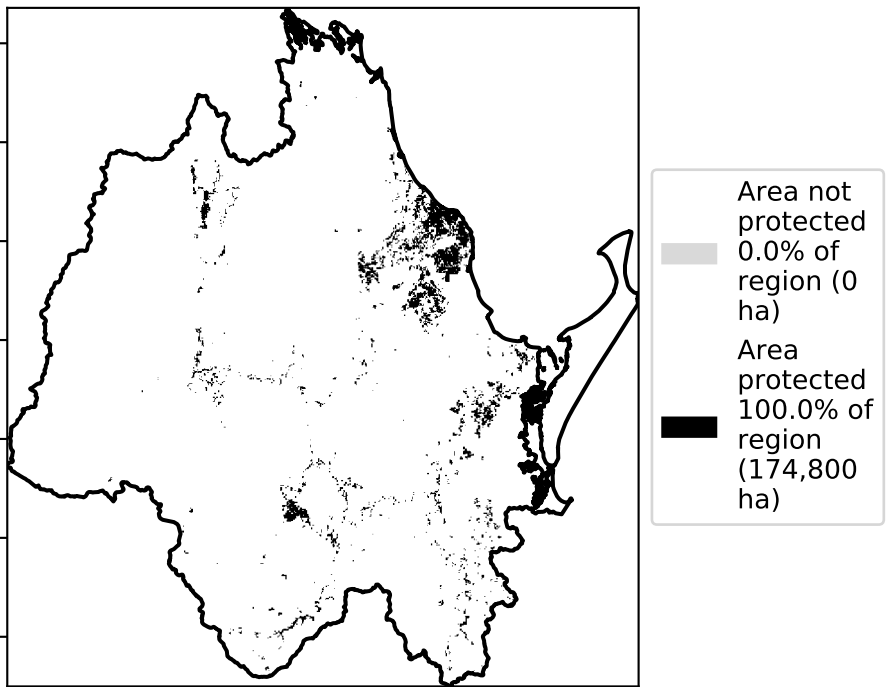 Area not
protected
0.0% of
region (0
ha)
Area
protected
100.0% of
region
(174,800
ha)